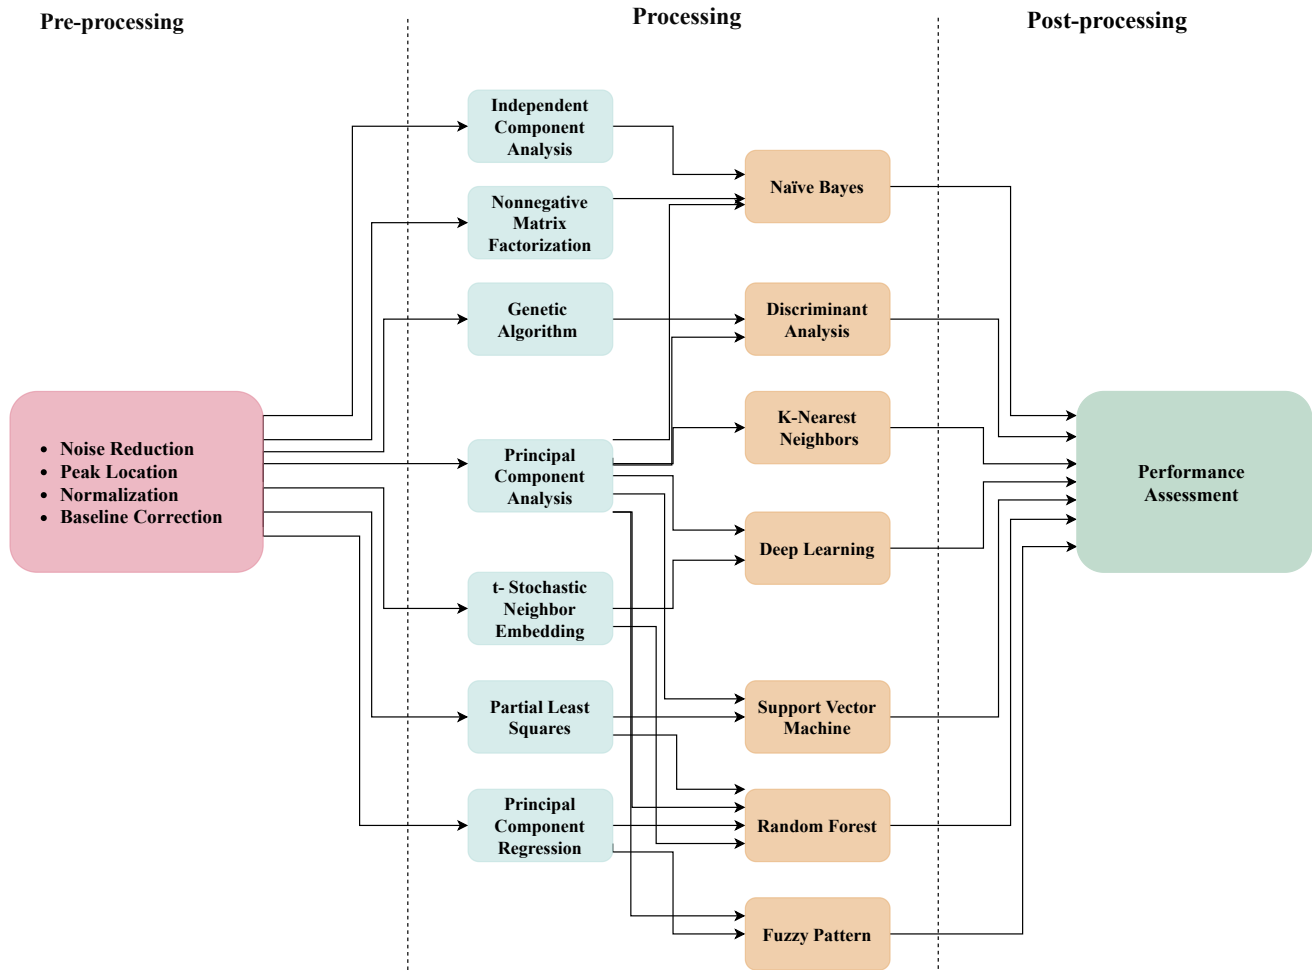 Pre-processing
Processing
Post-processing
• Noise Reduction
• Peak Location
• Normalization
• Baseline Correction
Independent
Component
Analysis
Nonnegative
Matrix
Factorization
Genetic
Algorithm
Principal
Component
Analysis
t- Stochastic
Neighbor
Embedding
Partial Least
Squares
Principal
Component
Regression
Naïve Bayes
Discriminant
Analysis
K-Nearest
Neighbors
Deep Learning
Support Vector
Machine
Random Forest
Fuzzy Pattern
Performance
Assessment